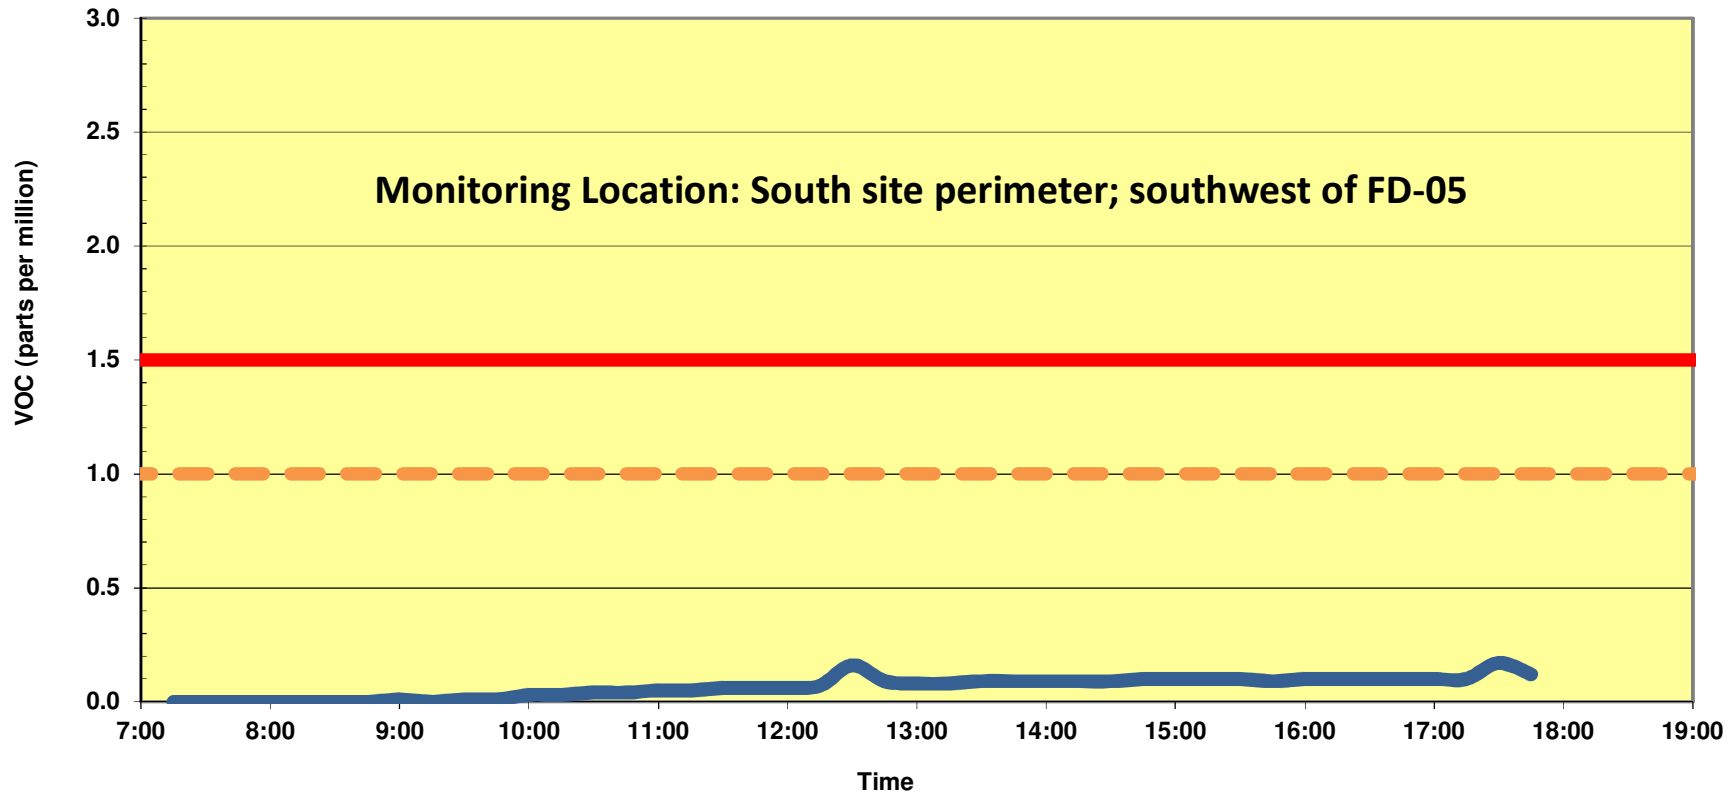 3.0
2.5
Monitoring Location: South site perimeter; southwest of FD-05
2.0
VOC (parts per million)
1.5
1.0
0.5
0.0
7:00 8:00 9:00 10:00 11:00 12:00 13:00 14:00 15:00 16:00 17:00 18:00 19:00
Time